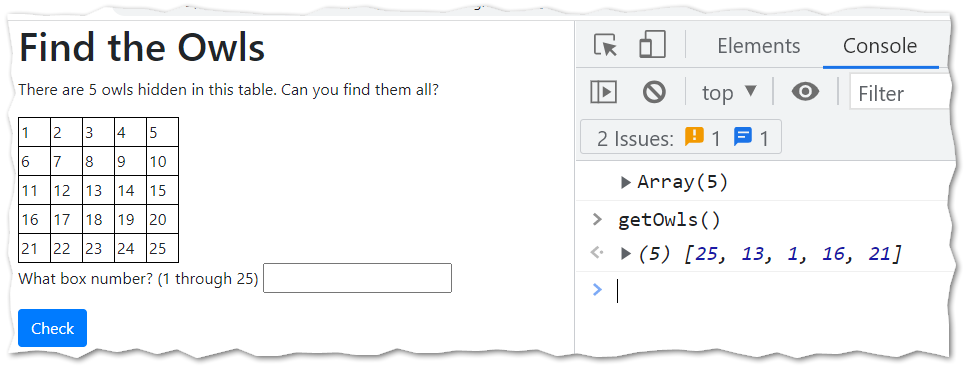 Find the Owls
There are 5 owls hidden in this table. Can you find them all?
1 2 3 4 5
6 7 8 9 10
11 12 13 14 15
16 17 18 19 20
21 22 23 24 25
What box number? (1 through 25)
Check
Elements Console
top ▼ Filter
2 Issues: 1 1
▶ Array(5)
> getOwls()
▶ (5) [25, 13, 1, 16, 21]
>